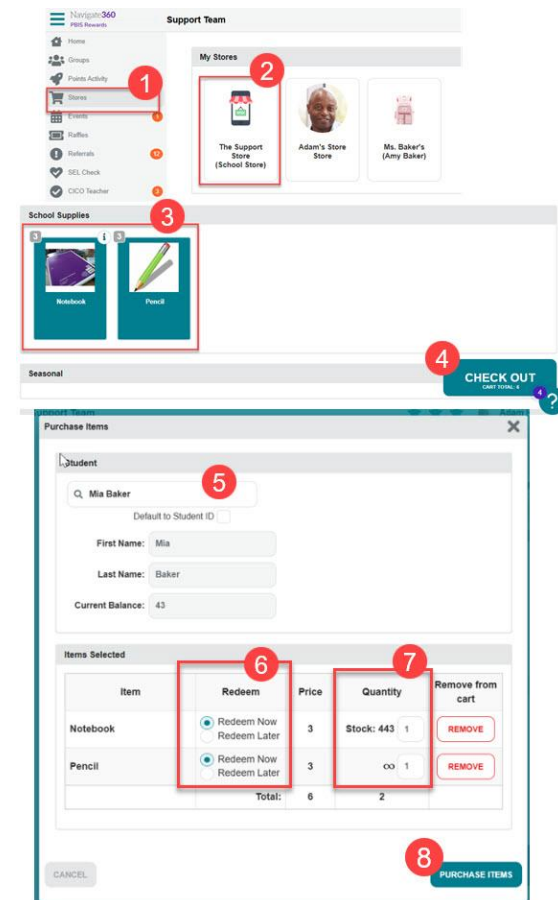 Navigate360
PBIS Rewards
Support Team
Home
Groups
Points Activity
1
Stores
Events
Raffles
Referrals
SEL Check
CICO Teacher
My Stores
2
The Support
Store
(School Store)
Adam's Store
Store
Ms. Baker's
(Amy Baker)
School Supplies
3
3
i
3
Notebook
Pencil
4
Seasonal
CHECK OUT
CART TOTAL: 6
4
?
Support Team
Adam
Purchase Items
X
Student
Mia Baker
5
Default to Student ID
First Name: Mia
Last Name: Baker
Current Balance: 43
Items Selected
6
7
Item Redeem Price Quantity Remove from cart
Notebook Redeem Now Redeem Later 3 Stock: 443 1 REMOVE
Pencil Redeem Now Redeem Later 3 ∞ 1 REMOVE
Total: 6 2
8
CANCEL
PURCHASE ITEMS